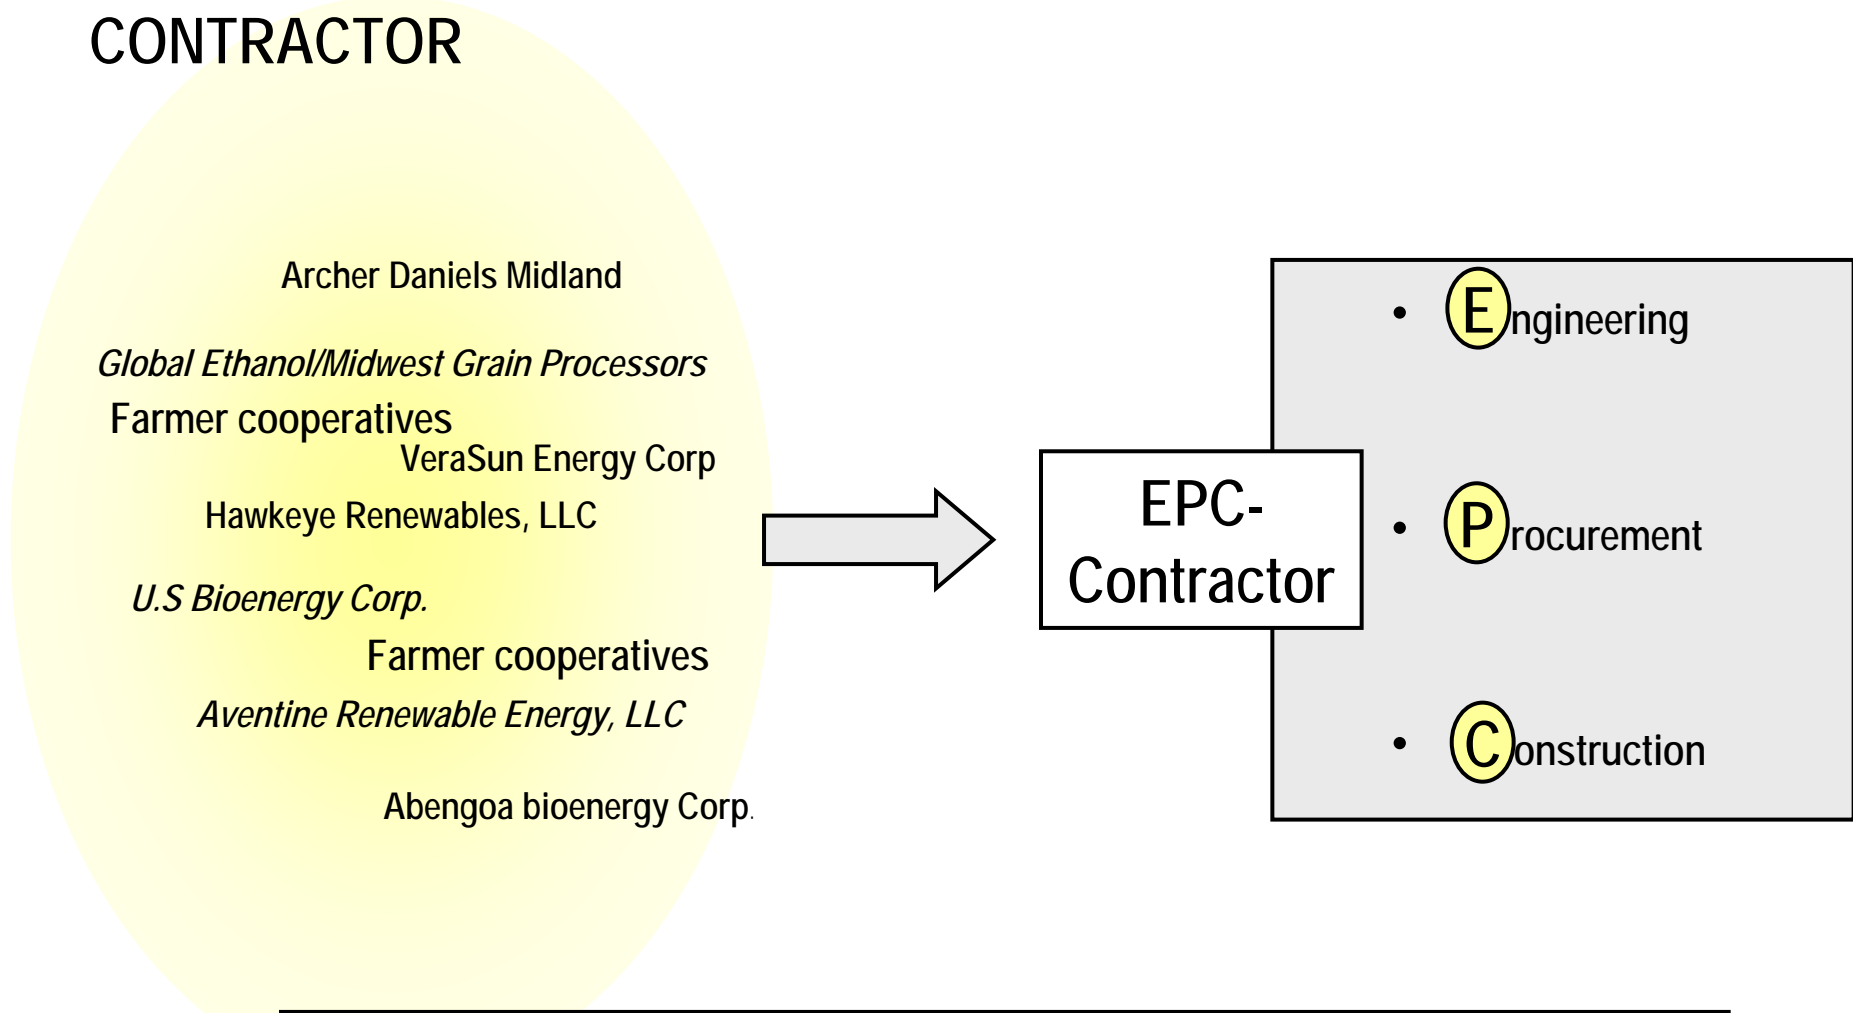 CONTRACTOR
Archer Daniels Midland
Global Ethanol/Midwest Grain Processors
Farmer cooperatives
VeraSun Energy Corp
Hawkeye Renewables, LLC
U.S Bioenergy Corp.
Farmer cooperatives
Aventine Renewable Energy, LLC
Abengoa bioenergy Corp.
EPC-
Contractor
• Engineering
• Procurement
• Construction